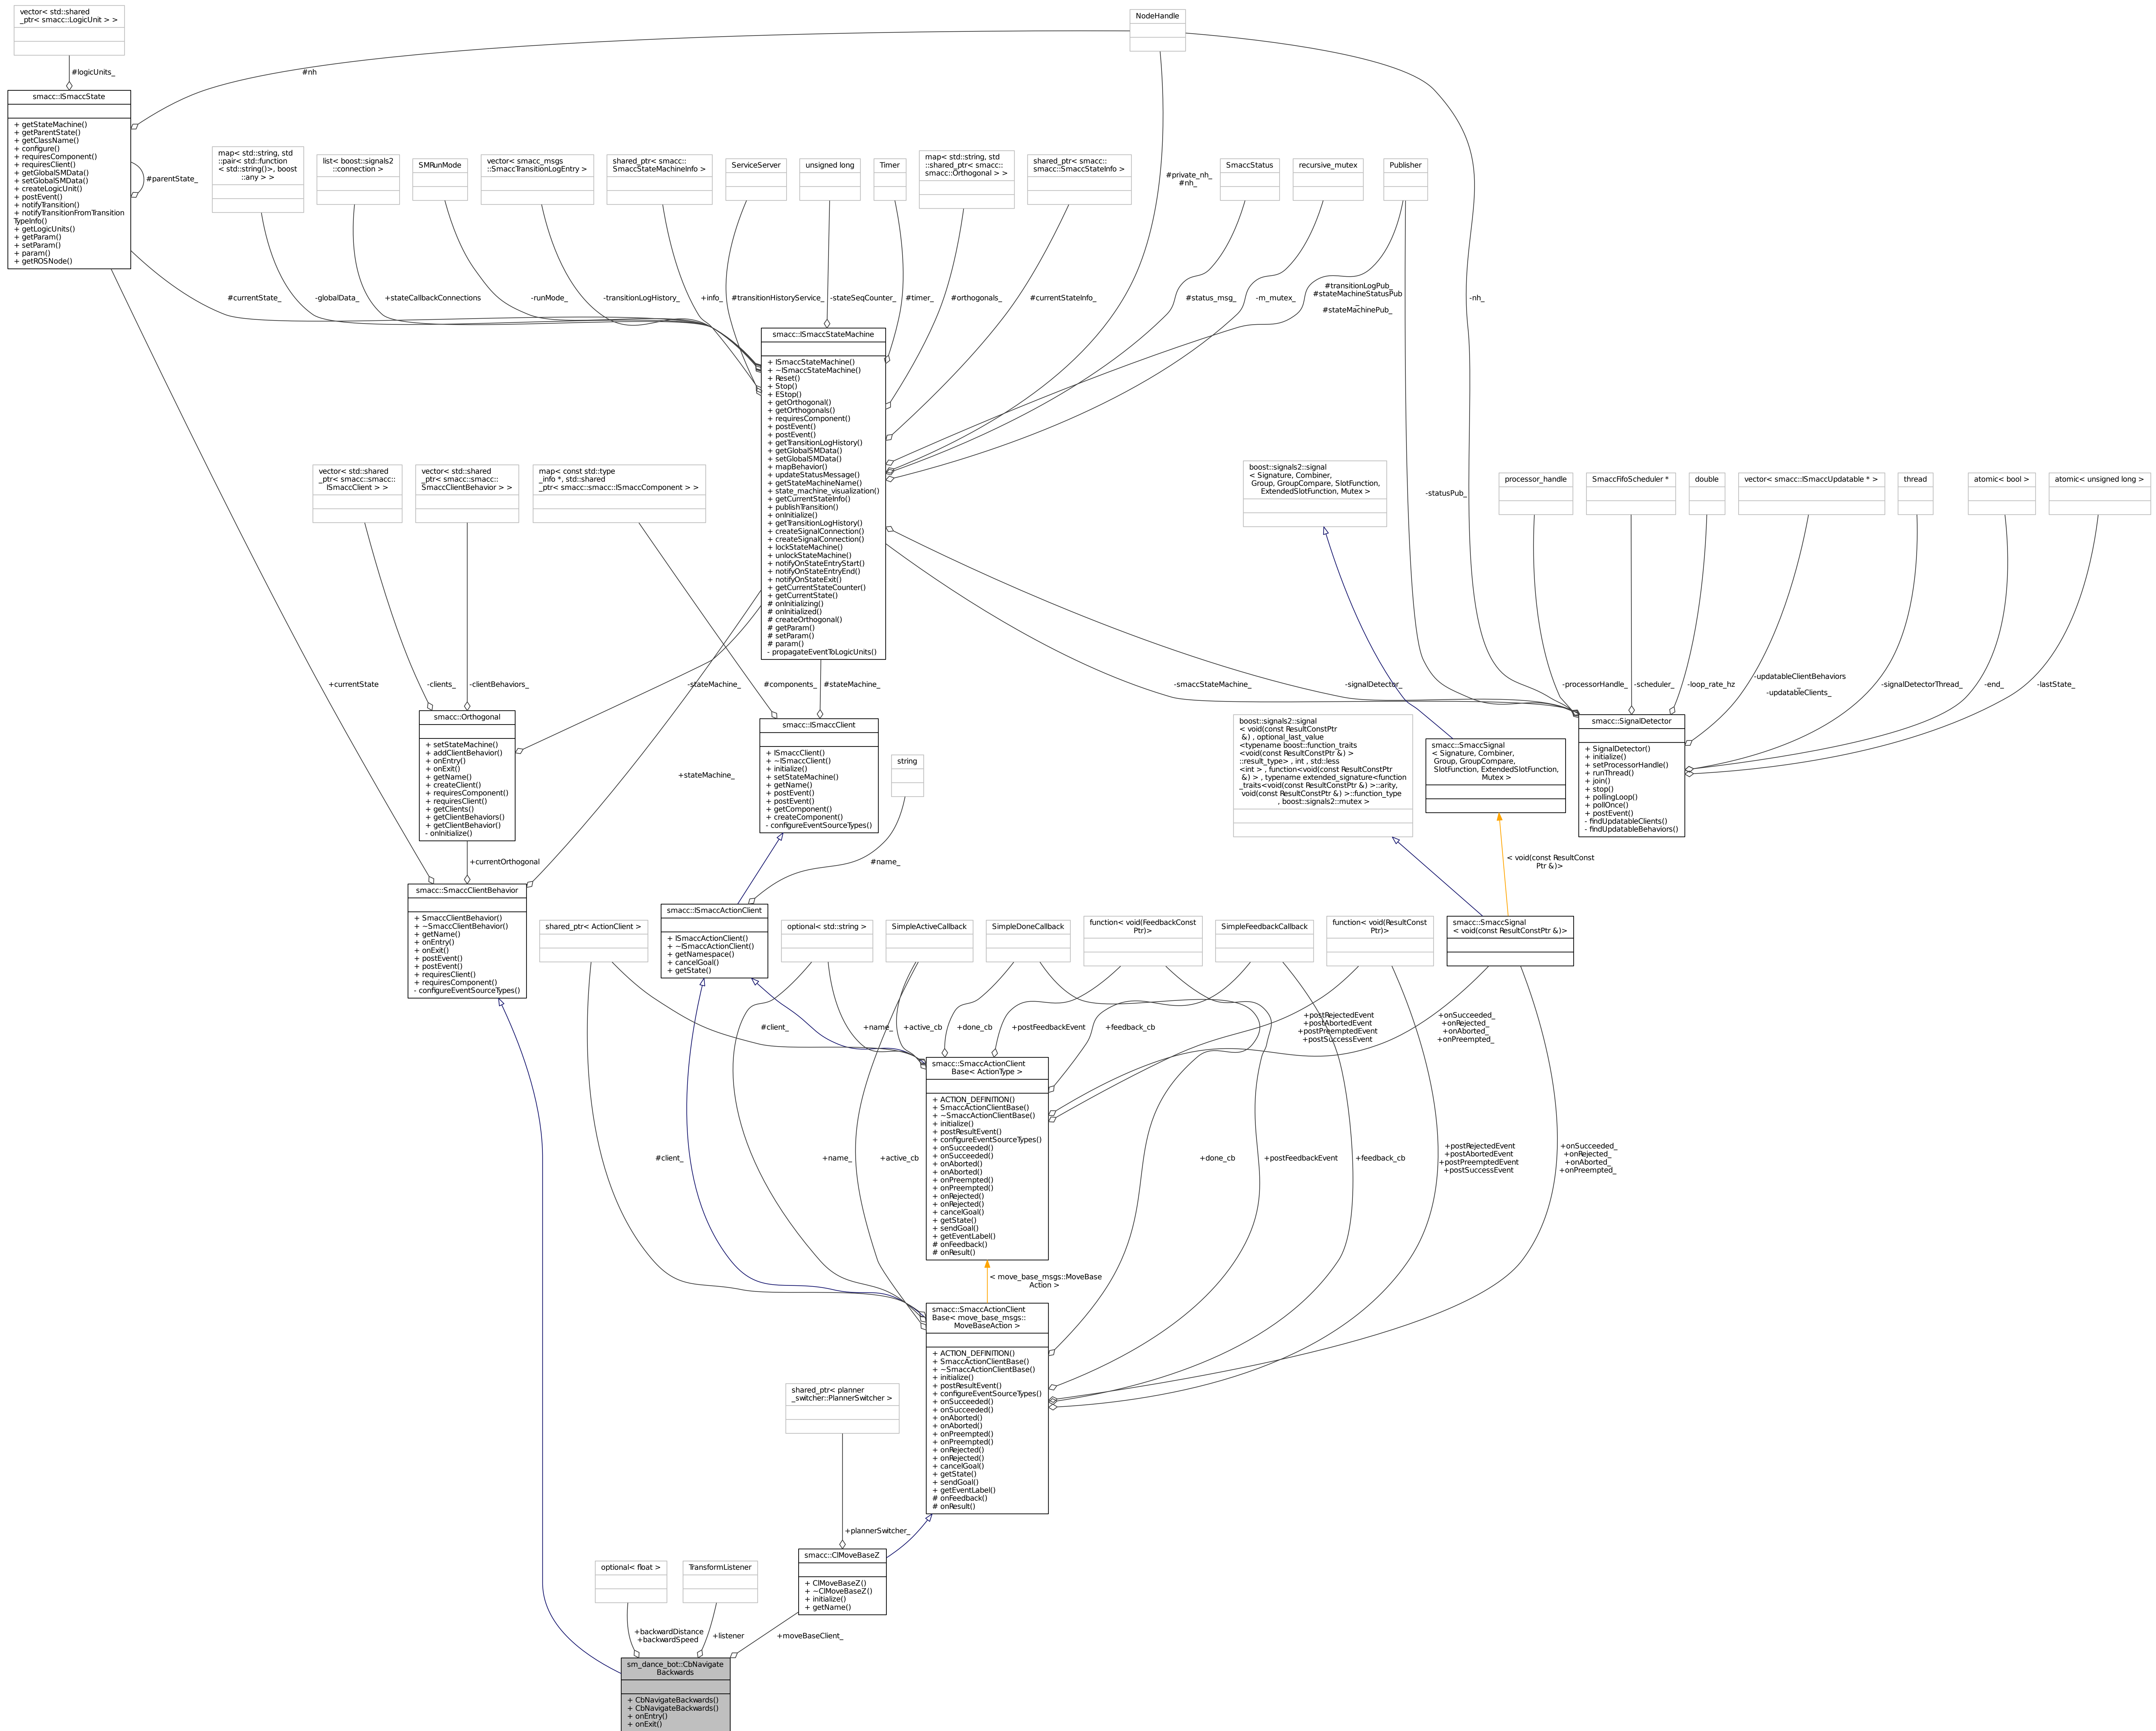 vector< std::shared
_ptr< smacc::LogicUnit > >
NodeHandle
#logicUnits_
#nh
smacc::ISmaccState
+ getStateMachine()
+ getParentState()
+ getClassName()
+ configure()
+ requiresComponent()
+ requiresClient()
+ getGlobalSMData()
+ setGlobalSMData()
+ createLogicUnit()
+ postEvent()
+ notifyTransition()
+ notifyTransitionFromTransition
TypeInfo()
+ getLogicUnits()
+ getParam()
+ setParam()
+ param()
+ getROSNode()
#parentState_
map< std::string, std
::pair< std::function
< std::string()>, boost
::any > >
list< boost::signals2
::connection >
SMRunMode
vector< smacc_msgs
::SmaccTransitionLogEntry >
shared_ptr< smacc::
SmaccStateMachineInfo >
ServiceServer
unsigned long
Timer
map< std::string, std
::shared_ptr< smacc::
smacc::Orthogonal > >
shared_ptr< smacc::
smacc::SmaccStateInfo >
#private_nh_
#nh_
SmaccStatus
recursive_mutex
Publisher
#currentState_
-globalData_
+stateCallbackConnections
-runMode_
-transitionLogHistory_
+info_
#transitionHistoryService_
-stateSeqCounter_
#timer_
#orthogonals_
#currentStateInfo_
#status_msg_
-m_mutex_
#transitionLogPub_
#stateMachineStatusPub
_
#stateMachinePub_
-nh_
smacc::ISmaccStateMachine
+ ISmaccStateMachine()
+ ~ISmaccStateMachine()
+ Reset()
+ Stop()
+ EStop()
+ getOrthogonal()
+ getOrthogonals()
+ requiresComponent()
+ postEvent()
+ postEvent()
+ getTransitionLogHistory()
+ getGlobalSMData()
+ setGlobalSMData()
+ mapBehavior()
+ updateStatusMessage()
+ getStateMachineName()
+ state_machine_visualization()
+ getCurrentStateInfo()
+ publishTransition()
+ onInitialize()
+ getTransitionLogHistory()
+ createSignalConnection()
+ createSignalConnection()
+ lockStateMachine()
+ unlockStateMachine()
+ notifyOnStateEntryStart()
+ notifyOnStateEntryEnd()
+ notifyOnStateExit()
+ getCurrentStateCounter()
+ getCurrentState()
# onInitializing()
# onInitialized()
# createOrthogonal()
# getParam()
# setParam()
# param()
- propagateEventToLogicUnits()
vector< std::shared
_ptr< smacc::smacc::
ISmaccClient > >
vector< std::shared
_ptr< smacc::smacc::
SmaccClientBehavior > >
map< const std::type
_info *, std::shared
_ptr< smacc::smacc::ISmaccComponent > >
boost::signals2::signal
< Signature, Combiner,
Group, GroupCompare, SlotFunction,
ExtendedSlotFunction, Mutex >
-statusPub_
processor_handle
SmaccFifoScheduler *
double
vector< smacc::ISmaccUpdatable * >
thread
atomic< bool >
atomic< unsigned long >
+currentState
-clients_
-clientBehaviors_
-stateMachine_
#components_
#stateMachine_
-smaccStateMachine_
-signalDetector_
-processorHandle_
-scheduler_
-loop_rate_hz
-updatableClientBehaviors
_
-updatableClients_
-signalDetectorThread_
-end_
-lastState_
smacc::Orthogonal
+ setStateMachine()
+ addClientBehavior()
+ onEntry()
+ onExit()
+ getName()
+ createClient()
+ requiresComponent()
+ requiresClient()
+ getClients()
+ getClientBehaviors()
+ getClientBehavior()
- onInitialize()
+stateMachine_
smacc::ISmaccClient
+ ISmaccClient()
+ ~ISmaccClient()
+ initialize()
+ setStateMachine()
+ getName()
+ postEvent()
+ postEvent()
+ getComponent()
+ createComponent()
- configureEventSourceTypes()
string
boost::signals2::signal
< void(const ResultConstPtr
&) , optional_last_value
<typename boost::function_traits
<void(const ResultConstPtr &) >
::result_type> , int , std::less
<int > , function<void(const ResultConstPtr
&) > , typename extended_signature<function
_traits<void(const ResultConstPtr &) >::arity,
void(const ResultConstPtr &) >::function_type
, boost::signals2::mutex >
smacc::SmaccSignal
< Signature, Combiner,
Group, GroupCompare,
SlotFunction, ExtendedSlotFunction,
Mutex >
smacc::SignalDetector
+ SignalDetector()
+ initialize()
+ setProcessorHandle()
+ runThread()
+ join()
+ stop()
+ pollingLoop()
+ pollOnce()
+ postEvent()
- findUpdatableClients()
- findUpdatableBehaviors()
+currentOrthogonal
#name_
< void(const ResultConst
Ptr &)>
smacc::SmaccClientBehavior
+ SmaccClientBehavior()
+ ~SmaccClientBehavior()
+ getName()
+ onEntry()
+ onExit()
+ postEvent()
+ postEvent()
+ requiresClient()
+ requiresComponent()
- configureEventSourceTypes()
shared_ptr< ActionClient >
smacc::ISmaccActionClient
+ ISmaccActionClient()
+ ~ISmaccActionClient()
+ getNamespace()
+ cancelGoal()
+ getState()
optional< std::string >
SimpleActiveCallback
SimpleDoneCallback
function< void(FeedbackConst
Ptr)>
SimpleFeedbackCallback
function< void(ResultConst
Ptr)>
smacc::SmaccSignal
< void(const ResultConstPtr &)>
#client_
+name_
+active_cb
+done_cb
+postFeedbackEvent
+feedback_cb
+postRejectedEvent
+postAbortedEvent
+postPreemptedEvent
+postSuccessEvent
+onSucceeded_
+onRejected_
+onAborted_
+onPreempted_
smacc::SmaccActionClient
Base< ActionType >
+ ACTION_DEFINITION()
+ SmaccActionClientBase()
+ ~SmaccActionClientBase()
+ initialize()
+ postResultEvent()
+ configureEventSourceTypes()
+ onSucceeded()
+ onSucceeded()
+ onAborted()
+ onAborted()
+ onPreempted()
+ onPreempted()
+ onRejected()
+ onRejected()
+ cancelGoal()
+ getState()
+ sendGoal()
+ getEventLabel()
# onFeedback()
# onResult()
#client_
+name_
+active_cb
+done_cb
+postFeedbackEvent
+feedback_cb
+postRejectedEvent
+postAbortedEvent
+postPreemptedEvent
+postSuccessEvent
+onSucceeded_
+onRejected_
+onAborted_
+onPreempted_
< move_base_msgs::MoveBase
Action >
smacc::SmaccActionClient
Base< move_base_msgs::
MoveBaseAction >
+ ACTION_DEFINITION()
+ SmaccActionClientBase()
+ ~SmaccActionClientBase()
+ initialize()
+ postResultEvent()
+ configureEventSourceTypes()
+ onSucceeded()
+ onSucceeded()
+ onAborted()
+ onAborted()
+ onPreempted()
+ onPreempted()
+ onRejected()
+ onRejected()
+ cancelGoal()
+ getState()
+ sendGoal()
+ getEventLabel()
# onFeedback()
# onResult()
shared_ptr< planner
_switcher::PlannerSwitcher >
+plannerSwitcher_
optional< float >
TransformListener
smacc::ClMoveBaseZ
+ ClMoveBaseZ()
+ ~ClMoveBaseZ()
+ initialize()
+ getName()
+backwardDistance
+backwardSpeed
+listener
+moveBaseClient_
sm_dance_bot::CbNavigate
Backwards
+ CbNavigateBackwards()
+ CbNavigateBackwards()
+ onEntry()
+ onExit()